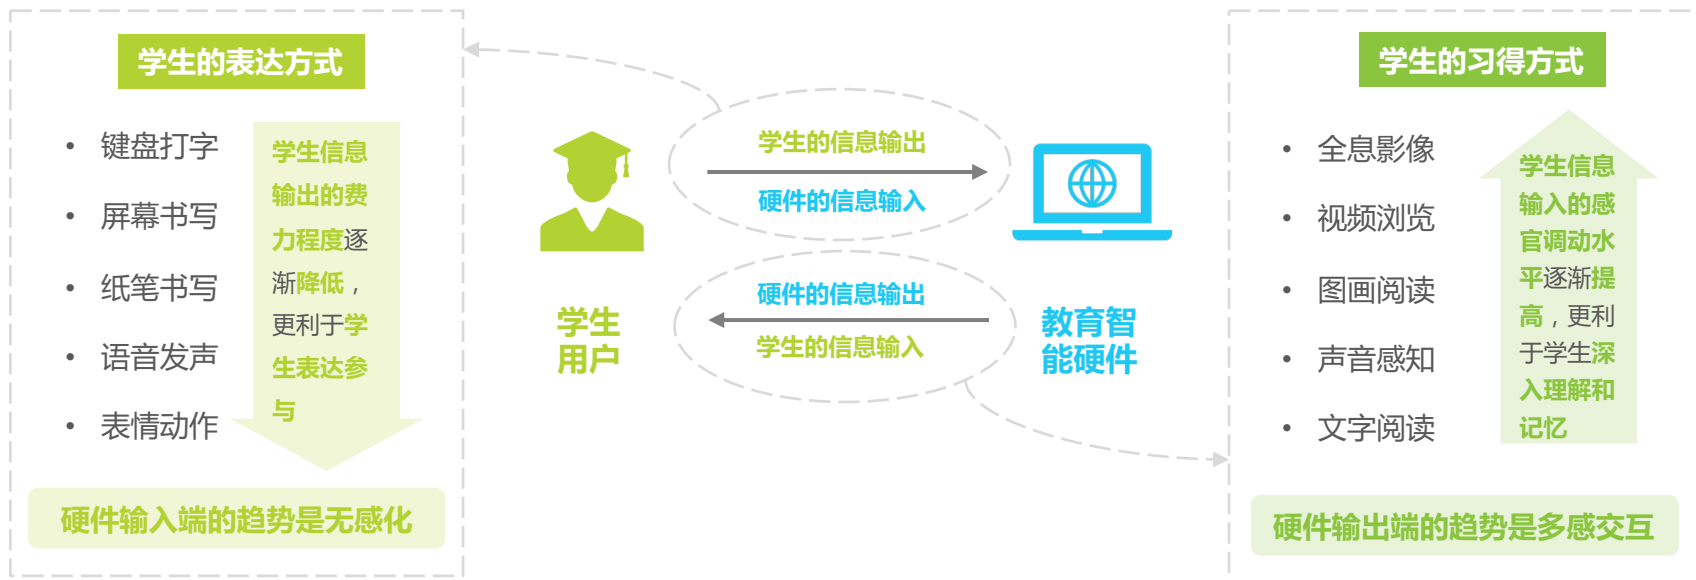 学生的表达方式
• 键盘打字
• 屏幕书写
• 纸笔书写
• 语音发声
• 表情动作
学生信息
输出的费
力程度逐
渐降低，
更利于学
生表达参
与
硬件输入端的趋势是无感化
学生的信息输出
硬件的信息输入
硬件的信息输出
学生的信息输入
学生
用户
教育智
能硬件
学生的习得方式
• 全息影像
• 视频浏览
• 图画阅读
• 声音感知
• 文字阅读
学生信息
输入的感
官调动水
平逐渐提
高，更利
于学生深
入理解和
记忆
硬件输出端的趋势是多感交互